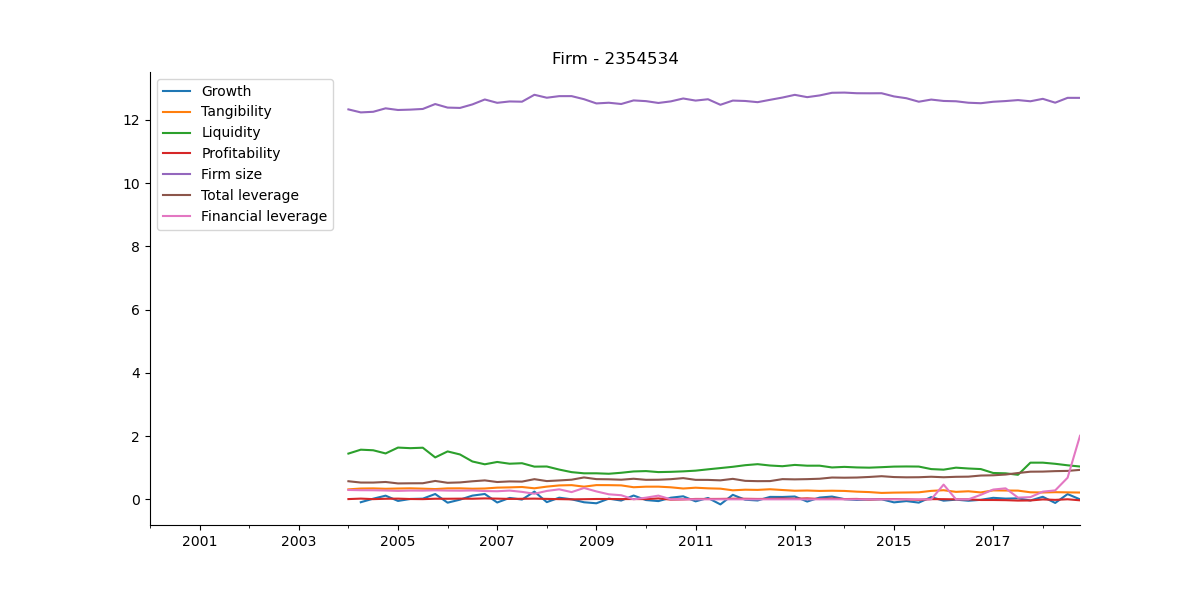 Firm - 2354534
Growth
Tangibility
Liquidity
Profitability
Firm size
Total leverage
Financial leverage
12
10
8
6
4
2
0
2001 2003 2005 2007 2009 2011 2013 2015 2017